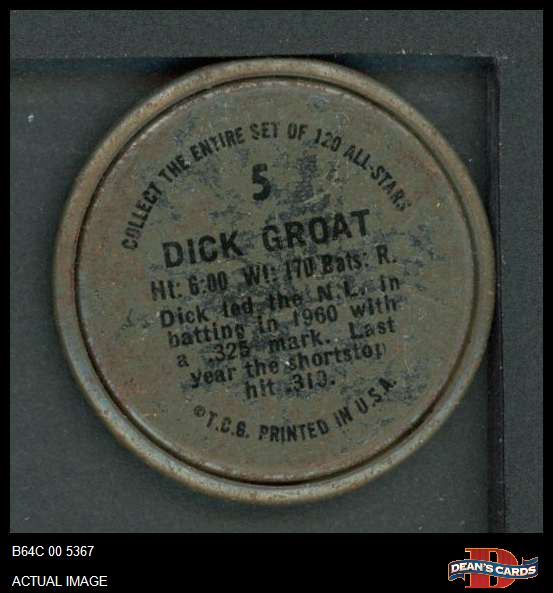 COLLECT THE ENTIRE SET OF 120 ALL-STARS
5
DICK GROAT
Ht: 6:00 Wt: 170 Bats: R.
Dick led the N.L. in
batting in 1960 with
a .325 mark. Last
year the shortstop
hit .319.
©T.C.G. PRINTED IN U.S.A.
B64C 00 5367
ACTUAL IMAGE
D
DEAN'S CARDS